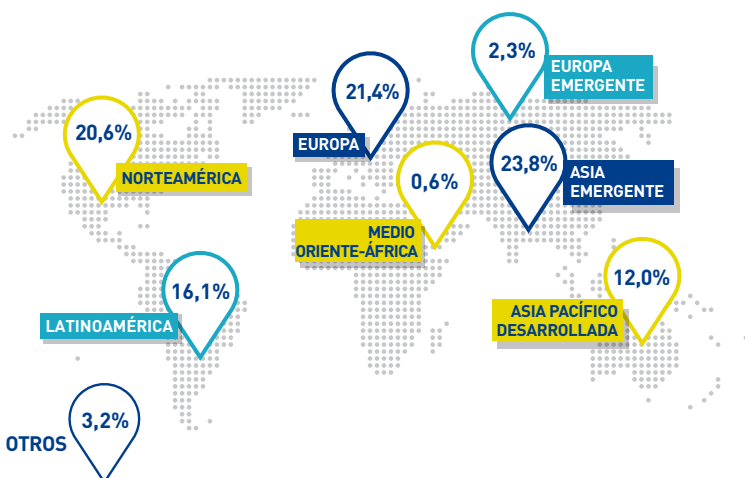 2,3%
EUROPA
EMERGENTE
21,4%
EUROPA
20,6%
NORTEAMÉRICA
0,6%
MEDIO
ORIENTE-ÁFRICA
23,8%
ASIA
EMERGENTE
16,1%
LATINOAMÉRICA
12,0%
ASIA PACÍFICO
DESARROLLADA
3,2%
OTROS